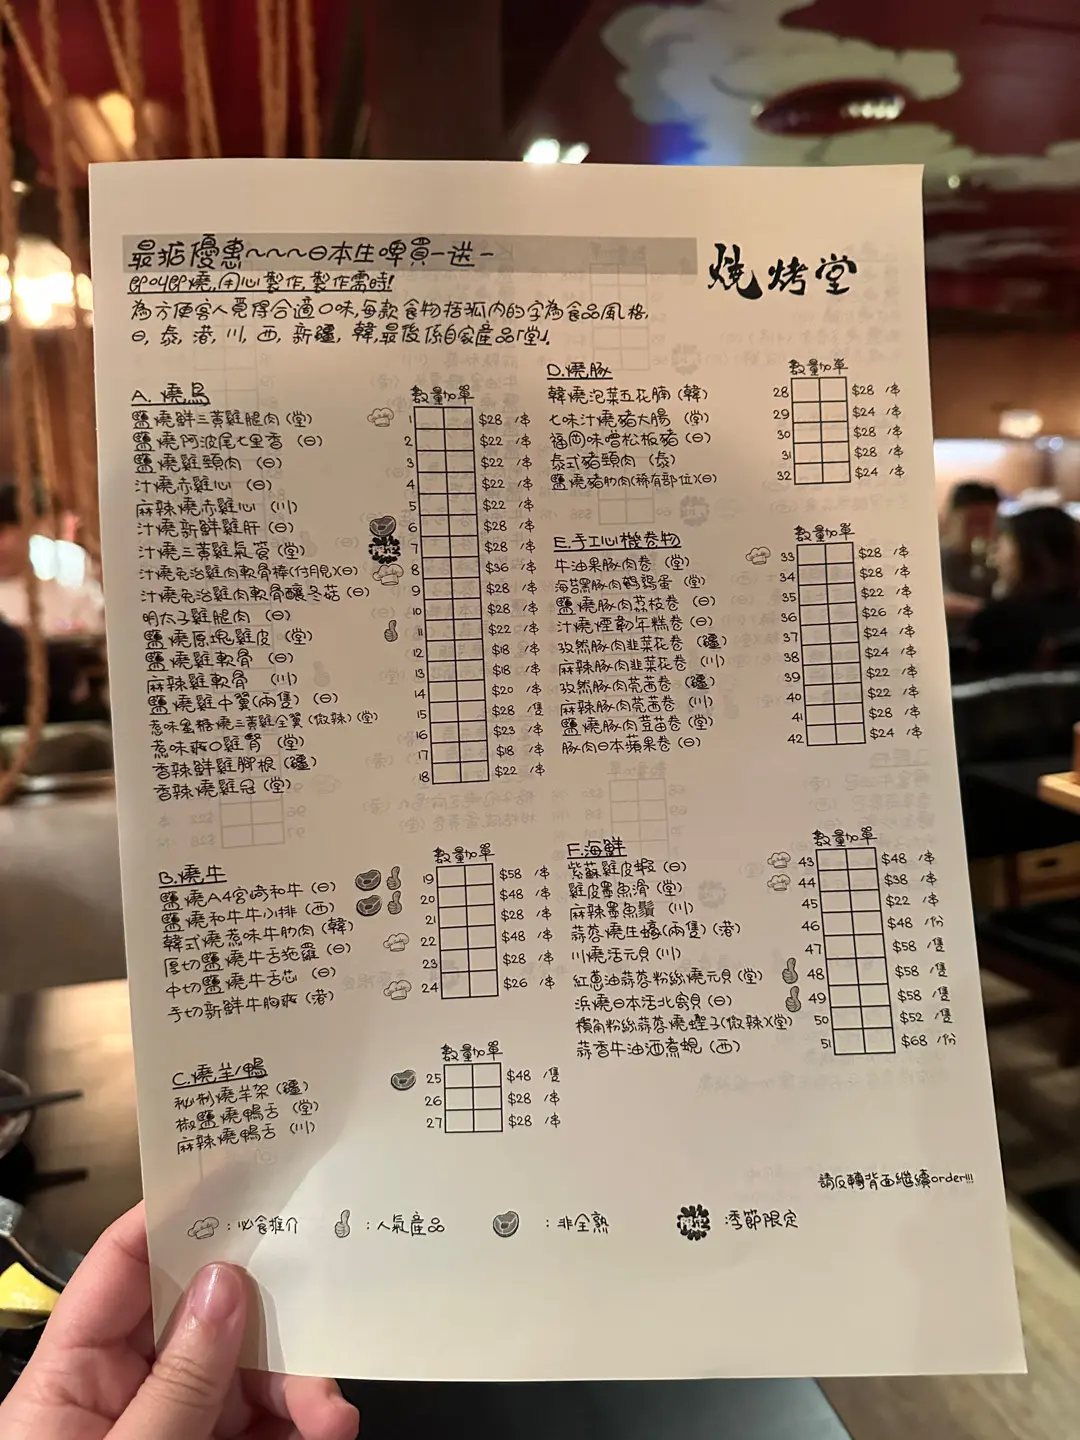 最抵優惠~~~日本生啤買一送一
即叫即燒,用心製作,製作需時!
為方便客人覓得合適口味,每款食物括弧內的字為食品風格,
日, 泰, 港, 川, 西, 新疆, 韓,最後係自家產品「堂」.
燒烤堂
A. 燒鳥 數量加單
鹽燒鮮三黃雞腿肉 (堂) 1 $28 /串
鹽燒阿波尾七里香 (日) 2 $22 /串
鹽燒雞頸肉 (日) 3 $22 /串
汁燒赤雞心 (日) 4 $22 /串
麻辣燒赤雞心 (川) 5 $22 /串
汁燒新鮮雞肝 (日) 6 $28 /串
汁燒三黃雞氣管 (堂) 限定 7 $28 /串
汁燒免治雞肉軟骨棒(付月見)(日) 8 $36 /串
汁燒免治雞肉軟骨釀冬菇 (日) 9 $28 /串
明太子雞腿肉 (日) 10 $28 /串
鹽燒原塊雞皮 (堂) 11 $22 /串
鹽燒雞軟骨 (日) 12 $18 /串
麻辣雞軟骨 (川) 13 $18 /串
鹽燒雞中翼(兩隻) (日) 14 $20 /串
惹味蜜糖燒三黃雞全翼 (微辣) (堂) 15 $28 /隻
惹味爽口雞腎 (堂) 16 $23 /串
香辣鮮雞腳根 (疆) 17 $18 /串
香辣燒雞冠 (堂) 18 $22 /串
B. 燒牛 數量加單
鹽燒A4宮崎和牛 (日) 19 $58 /串
鹽燒和牛牛小排 (西) 20 $48 /串
韓式燒惹味牛肋肉 (韓) 21 $28 /串
厚切鹽燒牛舌拖羅 (日) 22 $48 /串
中切鹽燒牛舌芯 (日) 23 $28 /串
手切新鮮牛胸爽 (港) 24 $26 /串
C. 燒羊/鴨 數量加單
秘制燒羊架 (疆) 25 $48 /隻
椒鹽燒鴨舌 (堂) 26 $28 /串
麻辣燒鴨舌 (川) 27 $28 /串
D. 燒豚 數量加單
韓燒泡菜五花腩 (韓) 28 $28 /串
七味汁燒豬大腸 (堂) 29 $24 /串
福岡味噌松板豬 (日) 30 $28 /串
泰式豬頸肉 (泰) 31 $28 /串
鹽燒豬肋肉(稀有部位)(日) 32 $24 /串
E. 手工心機卷物 數量加單
牛油果豚肉卷 (堂) 33 $28 /串
海苔黑豚肉鵪鶉蛋 (堂) 34 $28 /串
鹽燒豚肉荔枝卷 (日) 35 $22 /串
汁燒煙韌年糕卷 (日) 36 $26 /串
孜然豚肉韭菜花卷 (疆) 37 $24 /串
麻辣豚肉韭菜花卷 (川) 38 $24 /串
孜然豚肉芫茜卷 (疆) 39 $22 /串
麻辣豚肉芫茜卷 (川) 40 $22 /串
鹽燒豚肉荳苗卷 (堂) 41 $28 /串
豚肉日本蘋果卷 (日) 42 $24 /串
F. 海鮮 數量加單
紫蘇雞皮蝦 (日) 43 $48 /串
雞皮墨魚滑 (堂) 44 $38 /串
麻辣墨魚鬚 (川) 45 $22 /串
蒜蓉燒生蠔(兩隻) (港) 46 $48 /份
川燒活元貝 (川) 47 $58 /隻
紅蔥油蒜蓉粉絲燒元貝 (堂) 48 $58 /隻
浜燒日本活北寄貝 (日) 49 $58 /隻
欖角粉絲蒜蓉燒蟶子(微辣)(堂) 50 $52 /隻
蒜香牛油酒煮蜆 (西) 51 $68 /份
請反轉背面繼續order!!!
: 必食推介 : 人氣產品 : 非全熟 限定 : 季節限定